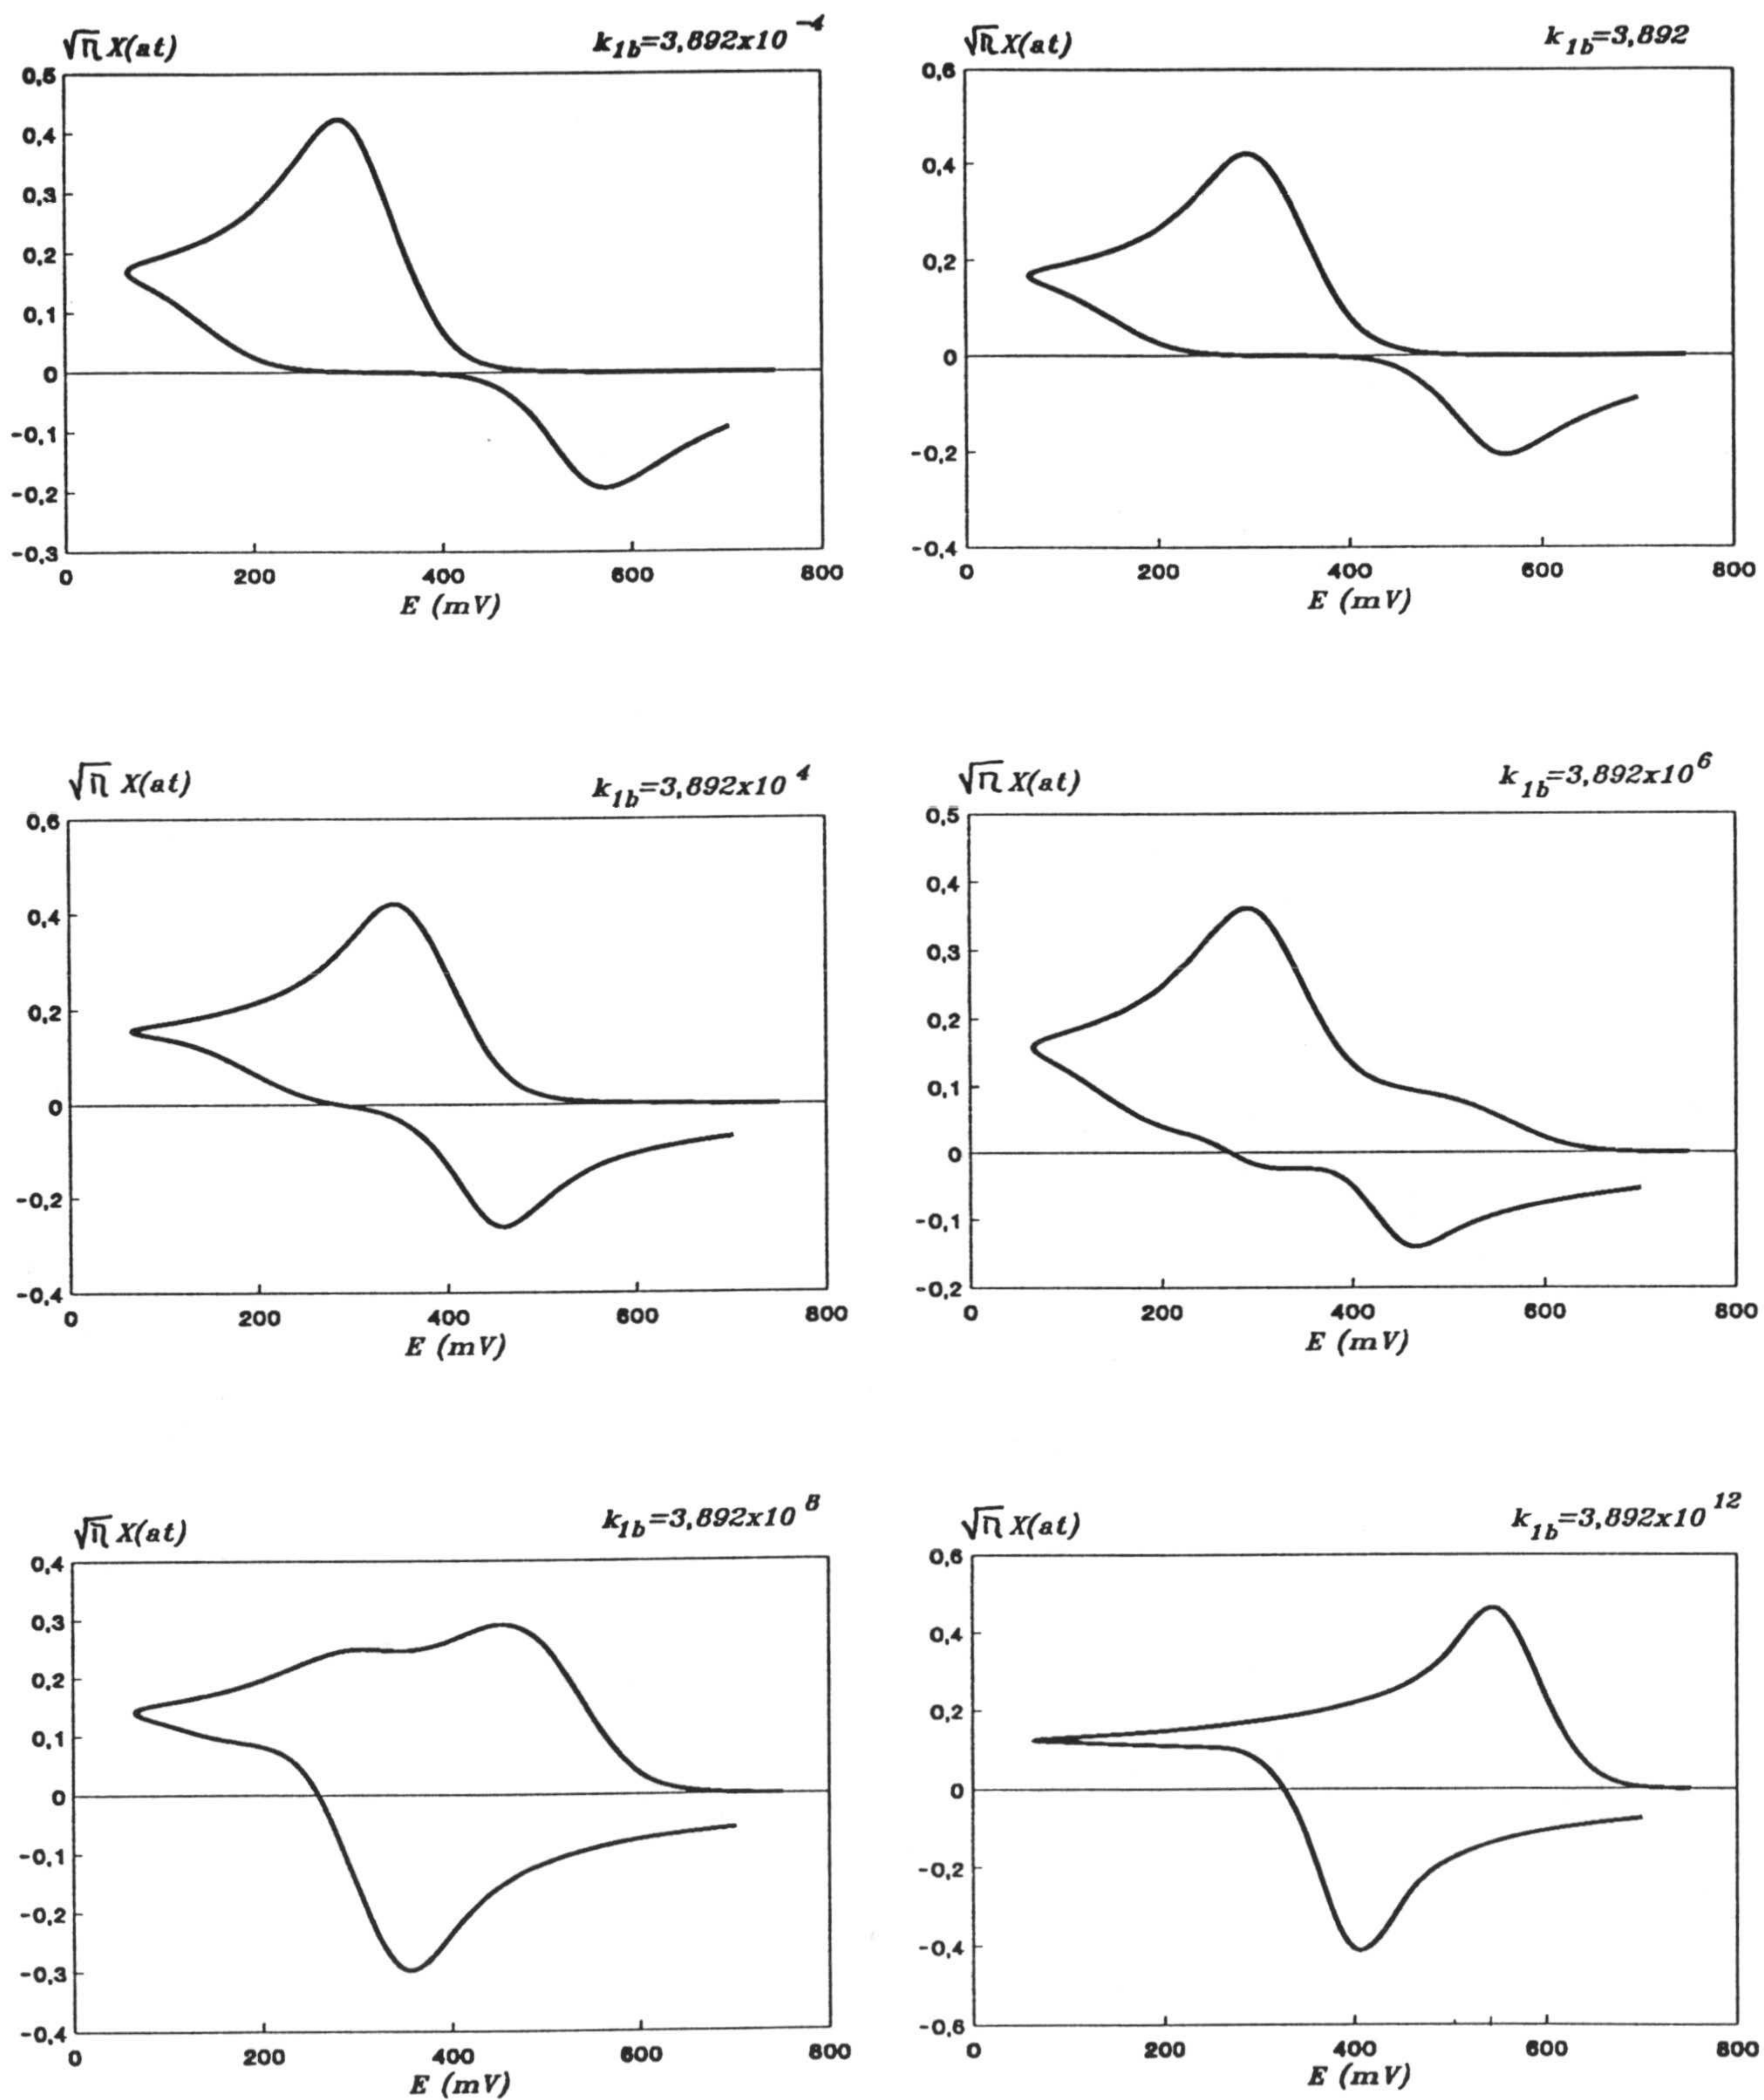 √π X(at) k1b=3,892x10 -4
0,5
0,4
0,3
0,2
0,1
0
-0,1
-0,2
-0,3
0 200 400 600 800
E (mV)
√π X(at) k1b=3,892
0,6
0,4
0,2
0
-0,2
-0,4
0 200 400 600 800
E (mV)
√π X(at) k1b=3,892x10 4
0,6
0,4
0,2
0
-0,2
-0,4
0 200 400 600 800
E (mV)
√π X(at) k1b=3,892x10 6
0,5
0,4
0,3
0,2
0,1
0
-0,1
-0,2
0 200 400 600 800
E (mV)
√π X(at) k1b=3,892x10 8
0,4
0,3
0,2
0,1
0
-0,1
-0,2
-0,3
-0,4
0 200 400 600 800
E (mV)
√π X(at) k1b=3,892x10 12
0,6
0,4
0,2
0
-0,2
-0,4
-0,6
0 200 400 600 800
E (mV)